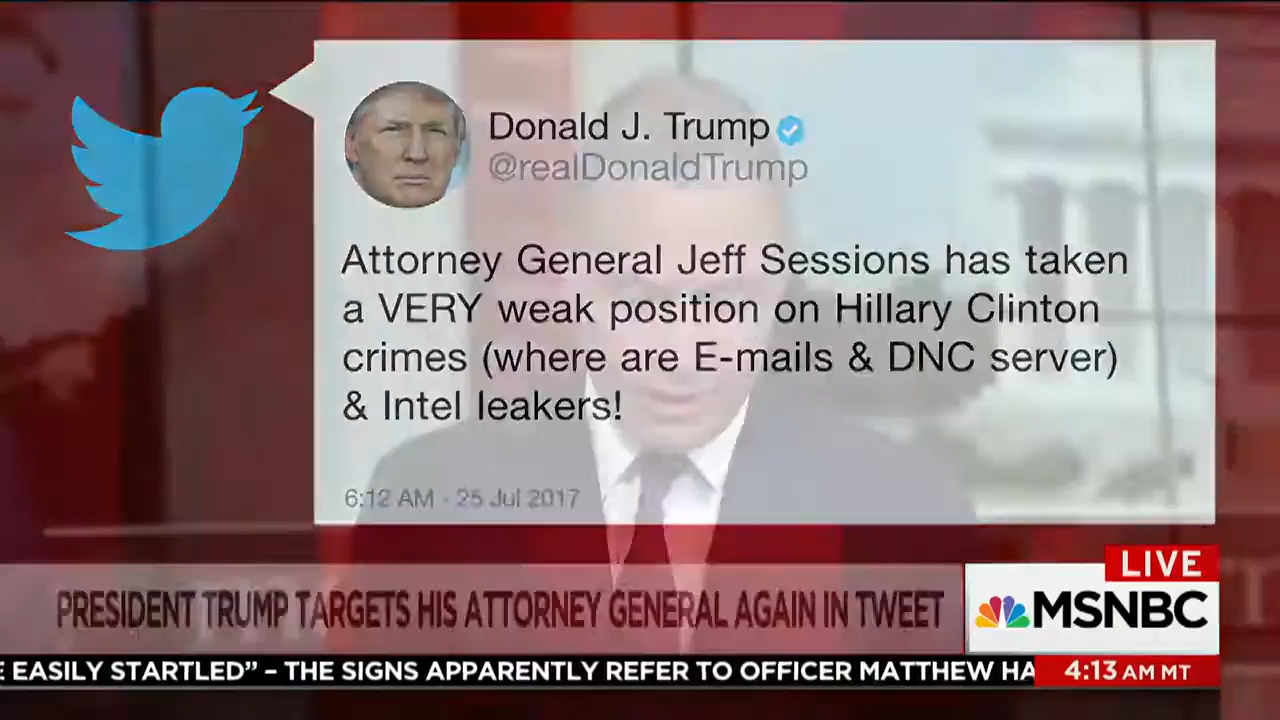 Donald J. Trump
@realDonaldTrump
Attorney General Jeff Sessions has taken
a VERY weak position on Hillary Clinton
crimes (where are E-mails & DNC server)
& Intel leakers!
6:12 AM - 25 Jul 2017
LIVE
PRESIDENT TRUMP TARGETS HIS ATTORNEY GENERAL AGAIN IN TWEET
MSNBC
E EASILY STARTLED” – THE SIGNS APPARENTLY REFER TO OFFICER MATTHEW HA
4:13 AM MT